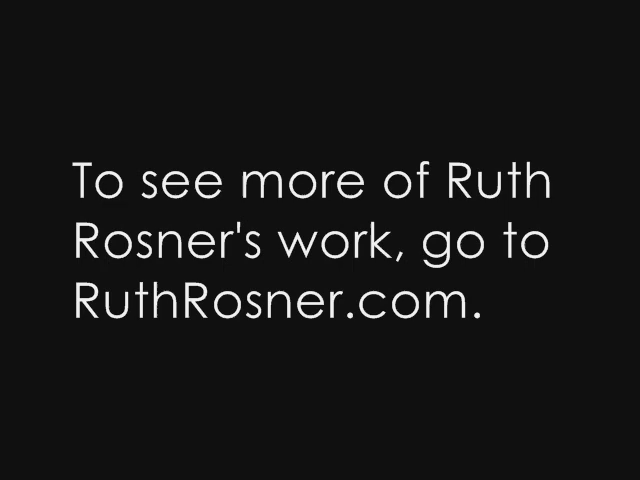 To see more of Ruth
Rosner's work, go to
RuthRosner.com.